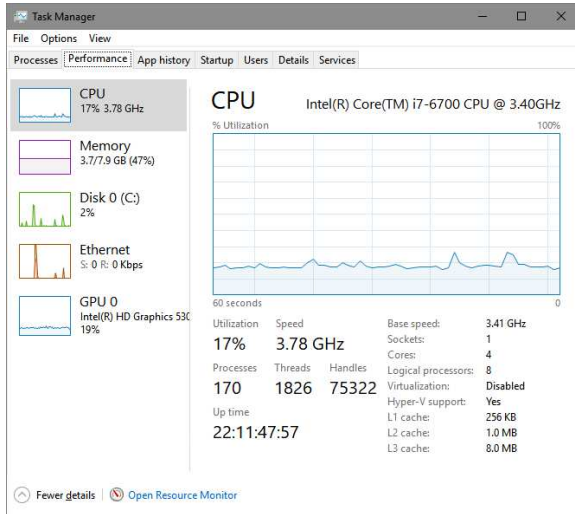 Task Manager
File Options View
Processes Performance App history Startup Users Details Services
CPU
17% 3.78 GHz
Memory
3.7/7.9 GB (47%)
Disk 0 (C:)
2%
Ethernet
S: 0 R: 0 Kbps
GPU 0
Intel(R) HD Graphics 530
19%
CPU Intel(R) Core(TM) i7-6700 CPU @ 3.40GHz
% Utilization 100%
60 seconds 0
Utilization Speed
17% 3.78 GHz
Processes Threads Handles
170 1826 75322
Up time
22:11:47:57
Base speed: 3.41 GHz
Sockets: 1
Cores: 4
Logical processors: 8
Virtualization: Disabled
Hyper-V support: Yes
L1 cache: 256 KB
L2 cache: 1.0 MB
L3 cache: 8.0 MB
Fewer details Open Resource Monitor